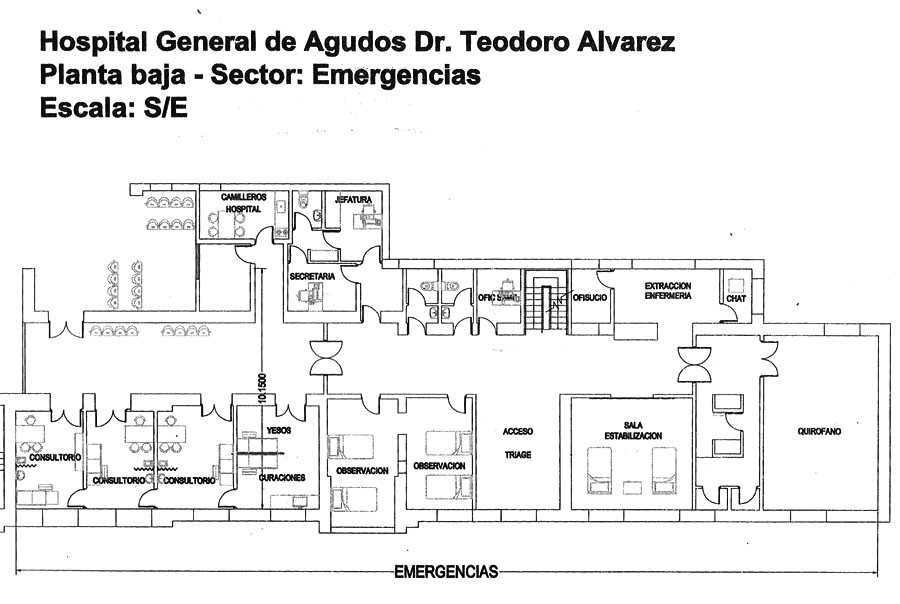 Hospital General de Agudos Dr. Teodoro Alvarez
Planta baja - Sector: Emergencias
Escala: S/E
CAMILLEROS
HOSPITAL
JEFATURA
SECRETARIA
OFIC
OFISUCIO
EXTRACCION
ENFERMERIA
CHAT
10.1500
CONSULTORIO
CONSULTORIO
CONSULTORIO
YESOS
CURACIONES
OBSERVACION
OBSERVACION
ACCESO
TRIAGE
SALA
ESTABILIZACION
QUIROFANO
EMERGENCIAS